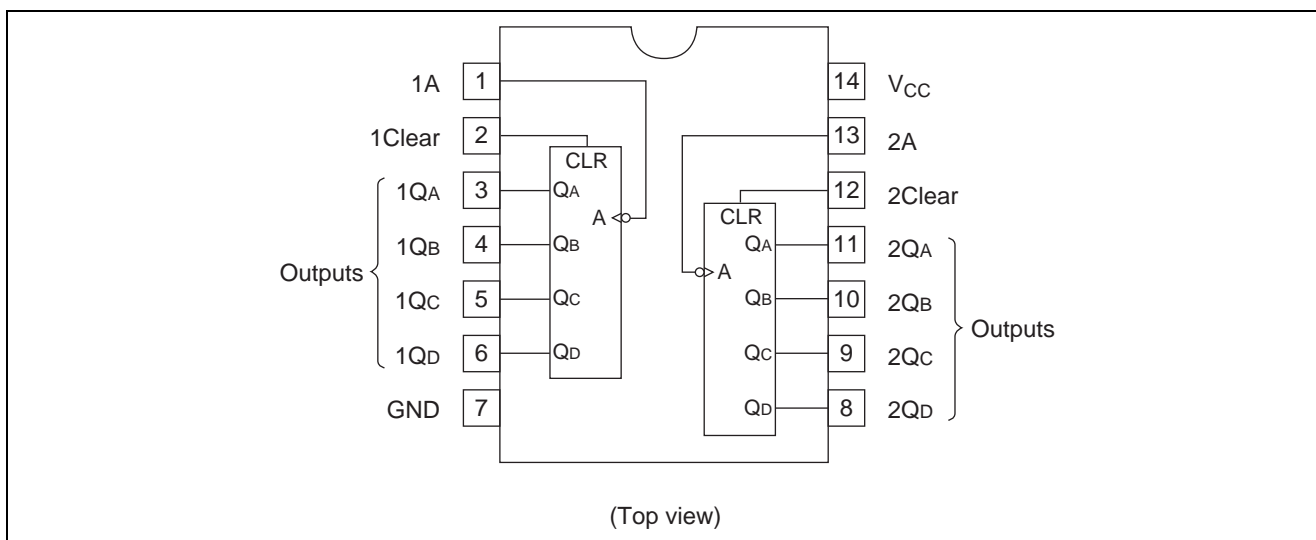 1A 1 14 VCC
1Clear 2 13 2A
CLR
1QA 3 QA 12 2Clear
A CLR
1QB 4 QB QA 11 2QA
Outputs A Outputs
1QC 5 QC QB 10 2QB
1QD 6 QD QC 9 2QC
GND 7 QD 8 2QD
(Top view)